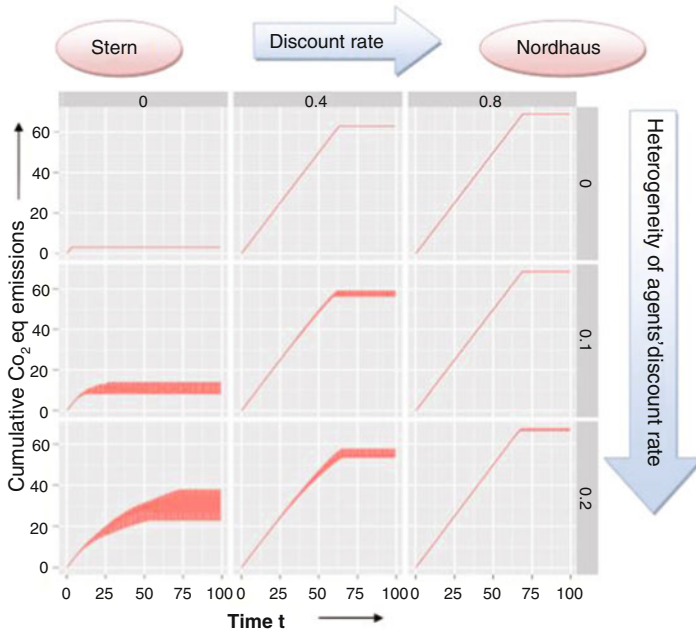 Stern
Discount rate
Nordhaus
0
0.4
0.8
60
40
20
0
0
60
40
20
0
0.1
60
40
20
0
0.2
0 25 50 75 100 0 25 50 75 100 0 25 50 75 100
Cumulative Co₂ eq emissions
Heterogeneity of agents'discount rate
Time t